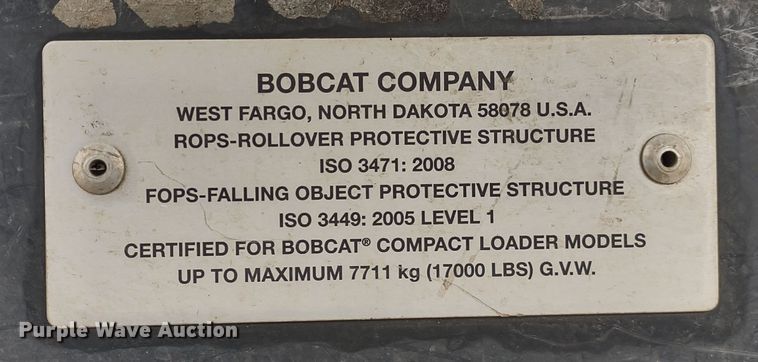 BOBCAT COMPANY
WEST FARGO, NORTH DAKOTA 58078 U.S.A.
ROPS-ROLLOVER PROTECTIVE STRUCTURE
ISO 3471: 2008
FOPS-FALLING OBJECT PROTECTIVE STRUCTURE
ISO 3449: 2005 LEVEL 1
CERTIFIED FOR BOBCAT® COMPACT LOADER MODELS
UP TO MAXIMUM 7711 kg (17000 LBS) G.V.W.
Purple Wave Auction